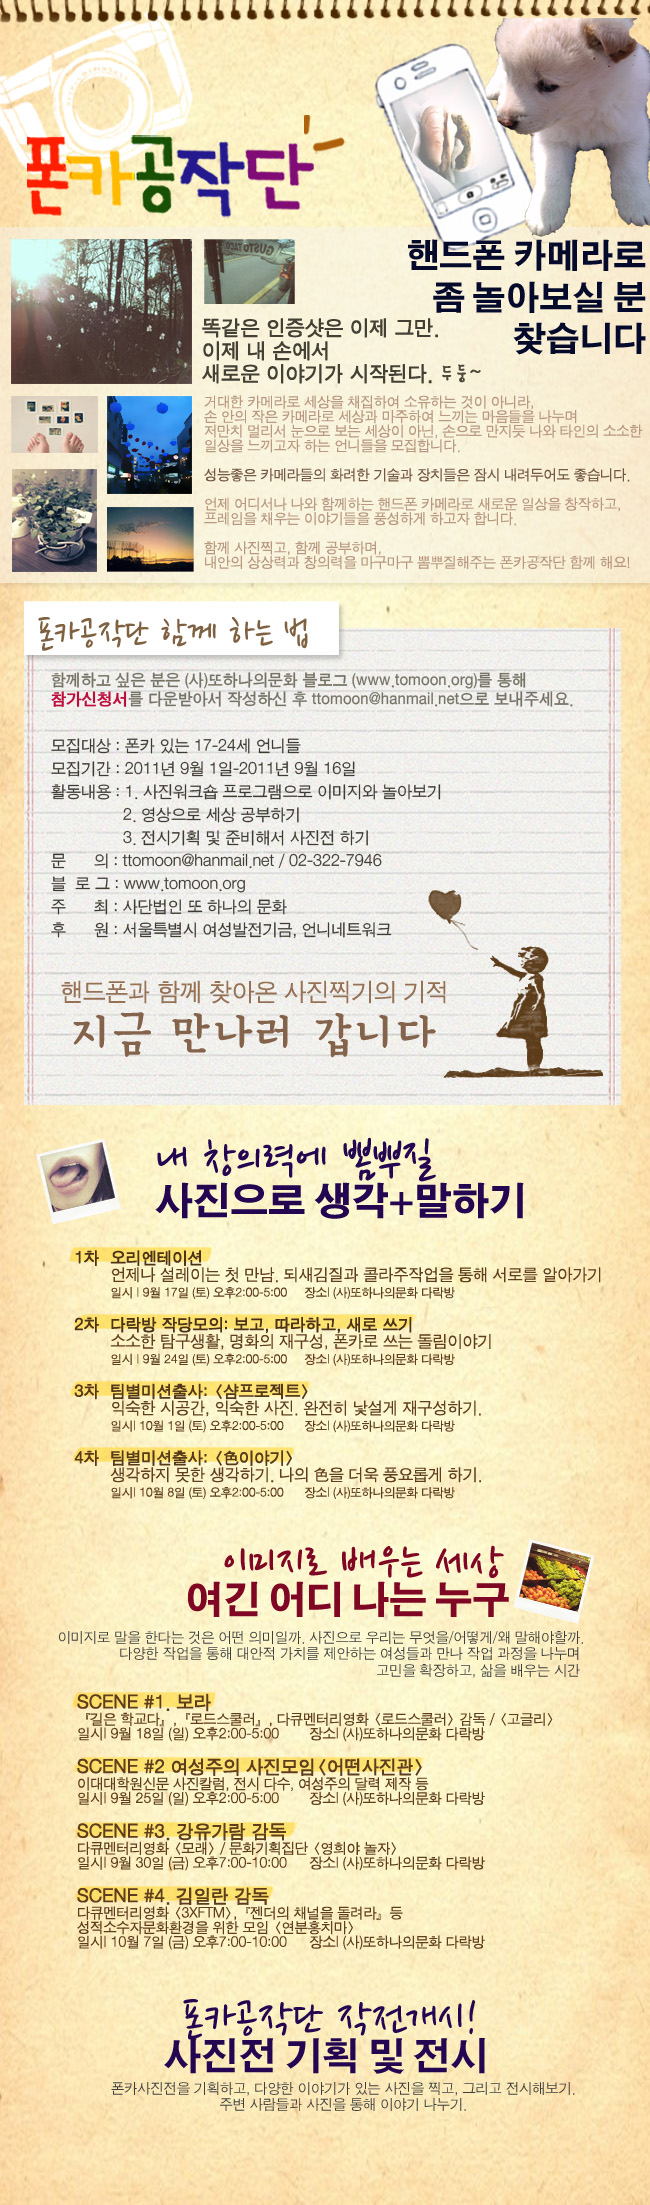 폰카공작단
핸드폰 카메라로
좀 놀아보실 분
찾습니다
똑같은 인증샷은 이제 그만.
이제 내 손에서
새로운 이야기가 시작된다. 두둥~
거대한 카메라로 세상을 채집하여 소유하는 것이 아니라,
손 안의 작은 카메라로 세상과 마주하여 느끼는 마음들을 나누며
저만치 멀리서 눈으로 보는 세상이 아닌, 손으로 만지듯 나와 타인의 소소한
일상을 느끼고자 하는 언니들을 모집합니다.
성능좋은 카메라들의 화려한 기술과 장치들은 잠시 내려두어도 좋습니다.
언제 어디서나 나와 함께하는 핸드폰 카메라로 새로운 일상을 창작하고,
프레임을 채우는 이야기들을 풍성하게 하고자 합니다.
함께 사진찍고, 함께 공부하며,
내안의 상상력과 창의력을 마구마구 뽐뿌질해주는 폰카공작단 함께 해요!
폰카공작단 함께 하는 법
함께하고 싶은 분은 (사)또하나의문화 블로그 (www.tomoon.org)를 통해
참가신청서를 다운받아서 작성하신 후 ttomoon@hanmail.net으로 보내주세요.
모집대상 : 폰카 있는 17-24세 언니들
모집기간 : 2011년 9월 1일-2011년 9월 16일
활동내용 : 1. 사진워크숍 프로그램으로 이미지와 놀아보기
2. 영상으로 세상 공부하기
3. 전시기획 및 준비해서 사진전 하기
문 의 : ttomoon@hanmail.net / 02-322-7946
블 로 그 : www.tomoon.org
주 최 : 사단법인 또 하나의 문화
후 원 : 서울특별시 여성발전기금, 언니네트워크
핸드폰과 함께 찾아온 사진찍기의 기적
지금 만나러 갑니다
내 창의력에 뽐뿌질
사진으로 생각+말하기
1차 오리엔테이션
언제나 설레이는 첫 만남. 되새김질과 콜라주작업을 통해 서로를 알아가기
일시 | 9월 17일 (토) 오후2:00-5:00 장소| (사)또하나의문화 다락방
2차 다락방 작당모의: 보고, 따라하고, 새로 쓰기
소소한 탐구생활, 명화의 재구성, 폰카로 쓰는 돌림이야기
일시 | 9월 24일 (토) 오후2:00-5:00 장소| (사)또하나의문화 다락방
3차 팀별미션출사: <샴프로젝트>
익숙한 시공간, 익숙한 사진. 완전히 낯설게 재구성하기.
일시| 10월 1일 (토) 오후2:00-5:00 장소| (사)또하나의문화 다락방
4차 팀별미션출사: <色이야기>
생각하지 못한 생각하기. 나의 色을 더욱 풍요롭게 하기.
일시| 10월 8일 (토) 오후2:00-5:00 장소| (사)또하나의문화 다락방
이미지로 배우는 세상
여긴 어디 나는 누구
이미지로 말을 한다는 것은 어떤 의미일까. 사진으로 우리는 무엇을/어떻게/왜 말해야할까.
다양한 작업을 통해 대안적 가치를 제안하는 여성들과 만나 작업 과정을 나누며
고민을 확장하고, 삶을 배우는 시간
SCENE #1. 보라
『길은 학교다』, 『로드스쿨러』, 다큐멘터리영화 <로드스쿨러> 감독 / <고글리>
일시| 9월 18일 (일) 오후2:00-5:00 장소| (사)또하나의문화 다락방
SCENE #2 여성주의 사진모임<어떤사진관>
이대대학원신문 사진칼럼, 전시 다수, 여성주의 달력 제작 등
일시| 9월 25일 (일) 오후2:00-5:00 장소| (사)또하나의문화 다락방
SCENE #3. 강유가람 감독
다큐멘터리영화 <모래> / 문화기획집단 <영희야 놀자>
일시| 9월 30일 (금) 오후7:00-10:00 장소| (사)또하나의문화 다락방
SCENE #4. 김일란 감독
다큐멘터리영화 <3XFTM>, 『젠더의 채널을 돌려라』 등
성적소수자문화환경을 위한 모임 <연분홍치마>
일시| 10월 7일 (금) 오후7:00-10:00 장소| (사)또하나의문화 다락방
폰카공작단 작전개시!
사진전 기획 및 전시
폰카사진전을 기획하고, 다양한 이야기가 있는 사진을 찍고, 그리고 전시해보기.
주변 사람들과 사진을 통해 이야기 나누기.